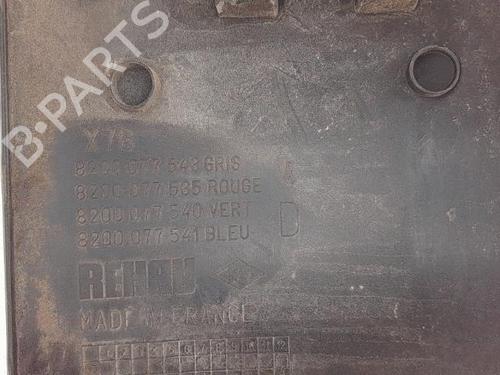 B-PARTS
X76
8200 077 543 GRIS A
8200 077 535 ROUGE
8200 077 540 VERT D
8200 077 541 BLEU
REHAU
MADE IN FRANCE